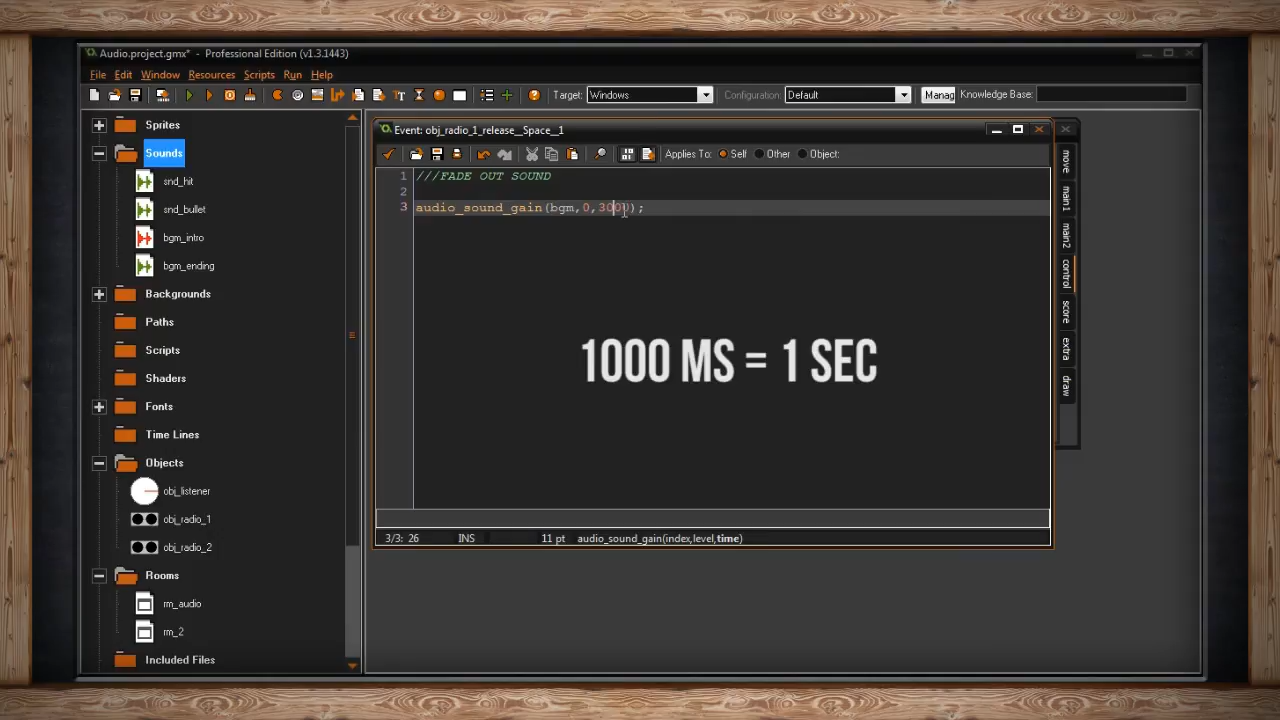 Audio.project.gmx* - Professional Edition (v1.3.1443)
File Edit Window Resources Scripts Run Help
Target: Windows Configuration: Default Manag Knowledge Base:
Sprites
Sounds
snd_hit
snd_bullet
bgm_intro
bgm_ending
Backgrounds
Paths
Scripts
Shaders
Fonts
Time Lines
Objects
obj_listener
obj_radio_1
obj_radio_2
Rooms
rm_audio
rm_2
Included Files
Event: obj_radio_1_release__Space__1
Applies To: Self Other Object:
1 ///FADE OUT SOUND
2
3 audio_sound_gain(bgm,0,3000);
1000 MS = 1 SEC
3/3: 26 INS 11 pt audio_sound_gain(index,level,time)
move
main1
main2
control
score
extra
draw